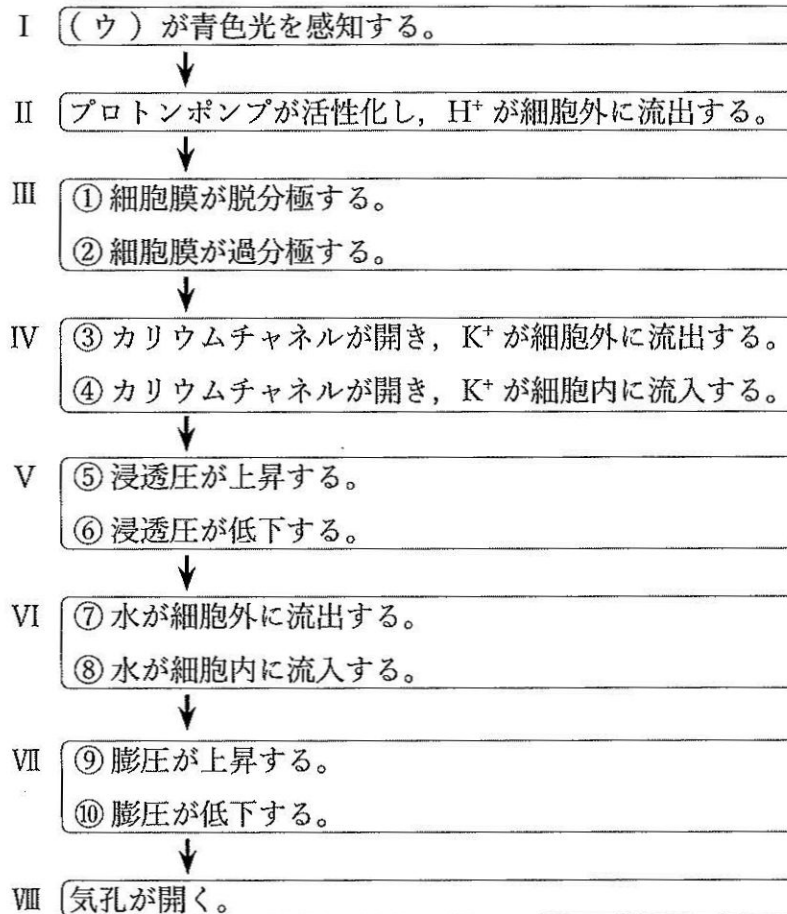 Ⅰ (ウ)が青色光を感知する。
Ⅱ プロトンポンプが活性化し，H⁺ が細胞外に流出する。
Ⅲ ① 細胞膜が脱分極する。
② 細胞膜が過分極する。
Ⅳ ③ カリウムチャネルが開き，K⁺ が細胞外に流出する。
④ カリウムチャネルが開き，K⁺ が細胞内に流入する。
Ⅴ ⑤ 浸透圧が上昇する。
⑥ 浸透圧が低下する。
Ⅵ ⑦ 水が細胞外に流出する。
⑧ 水が細胞内に流入する。
Ⅶ ⑨ 膨圧が上昇する。
⑩ 膨圧が低下する。
Ⅷ 気孔が開く。